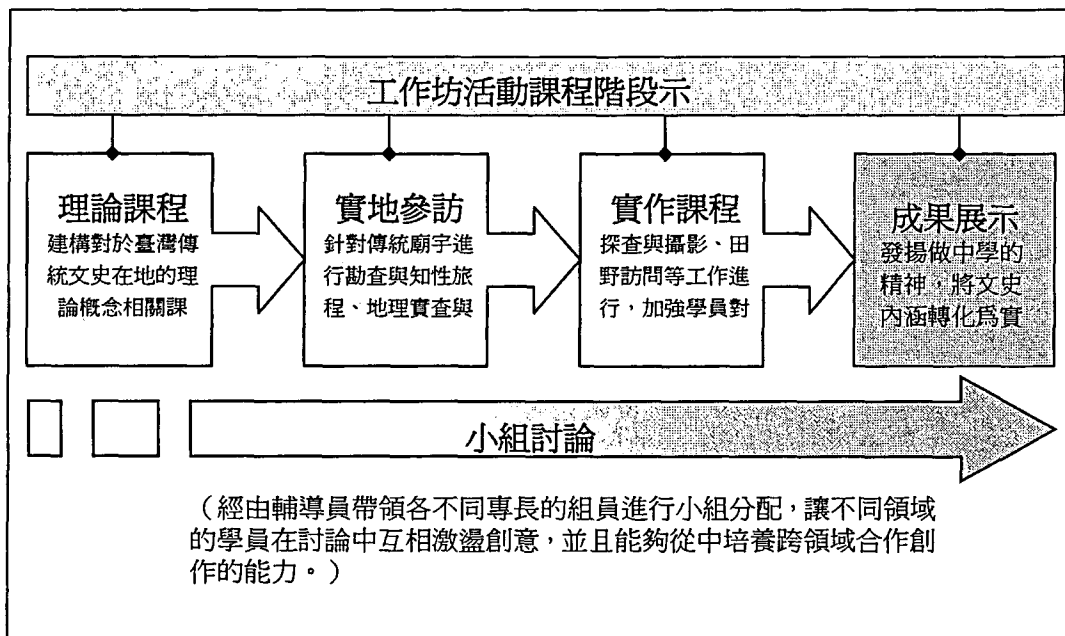 工作坊活動課程階段示
理論課程
建構對於臺灣傳
統文史在地的理
論概念相關課
實地參訪
針對傳統廟宇進
行勘查與知性旅
程、地理實查與
實作課程
探查與攝影、田
野訪問等工作進
行，加強學員對
成果展示
發揚做中學的
精神，將文史
內涵轉化爲實
小組討論
（經由輔導員帶領各不同專長的組員進行小組分配，讓不同領域
的學員在討論中互相激盪創意，並且能夠從中培養跨領域合作創
作的能力。）